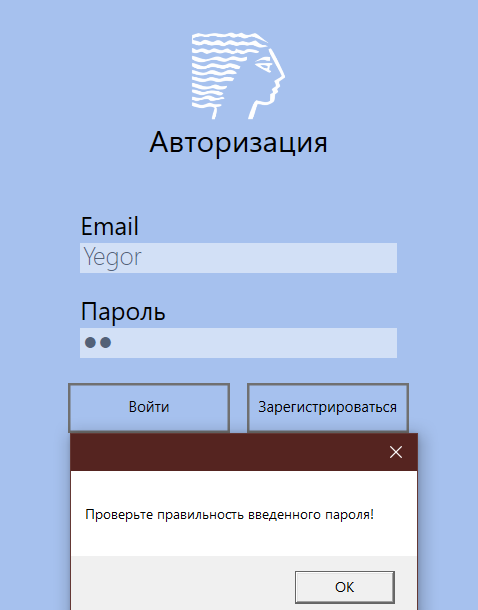 Авторизация
Email
Yegor
Пароль
●●
Войти
Зарегистрироваться
Проверьте правильность введенного пароля!
OK